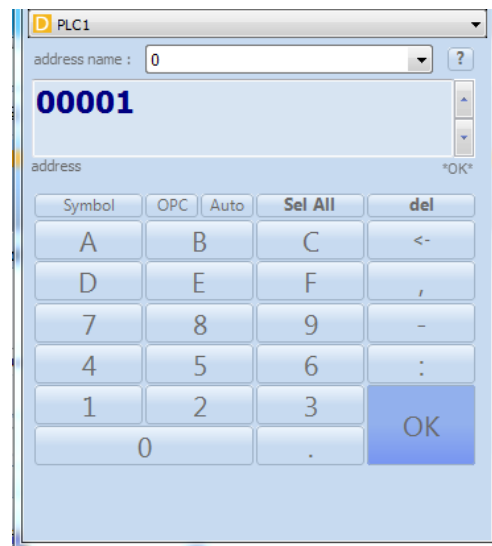 D PLC1
address name : 0 ?
00001
address *OK*
Symbol OPC Auto Sel All del
A B C <-
D E F ,
7 8 9 -
4 5 6 :
1 2 3 OK
0 .